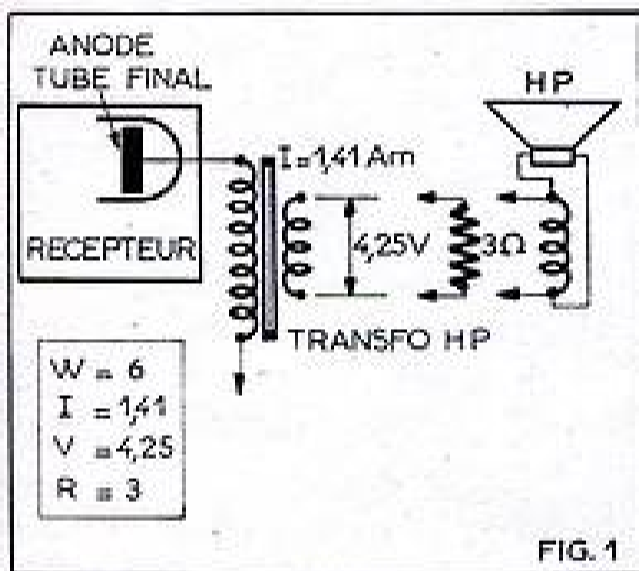 ANODE
TUBE FINAL
HP
I=1,41 Am
RECEPTEUR
4,25V
3Ω
TRANSFO HP
W = 6
I = 1,41
V = 4,25
R = 3
FIG. 1